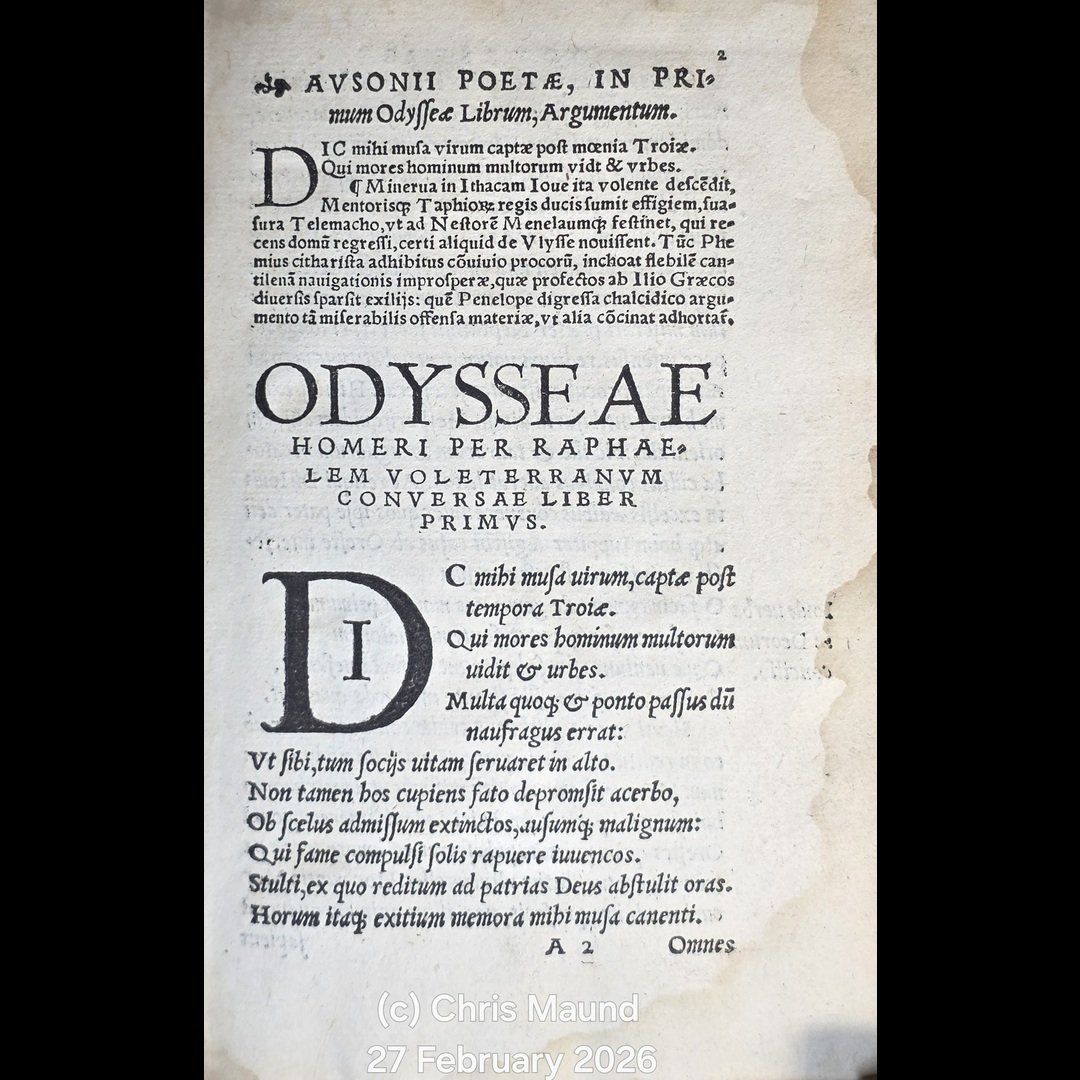 2
AVSONII POETÆ, IN PRI-
mum Odysseæ Librum, Argumentum.
DIC mihi musa virum captæ post mœnia Troiæ.
Qui mores hominum multorum vidt & vrbes.
¶ Minerua in Ithacam Ioue ita volente descēdit,
Mentorisq; Taphioꝝ regis ducis sumit effigiem, sua-
sura Telemacho, vt ad Nestorē Menelaumq; festinet, qui re-
cens domū regressi, certi aliquid de Vlysse nouissent. Tūc Phe
mius citharista adhibitus cōuiuio procorū, inchoat flebilē can-
tilenā nauigationis improsperæ, quæ profectos ab Ilio Græcos
diuersis sparsit exilijs: quē Penelope digressa chalcidico argu-
mento tā miserabilis offensa materiæ, vt alia cōcinat adhortat̄.
ODYSSEAE
HOMERI PER RAPHAE-
LEM VOLETERRANVM
CONVERSAE LIBER
PRIMVS.
DIC mihi musa uirum, captæ post
tempora Troiæ.
Qui mores hominum multorum
uidit & urbes.
Multa quoq; & ponto passus dū
naufragus errat:
Vt sibi, tum socijs uitam seruaret in alto.
Non tamen hos cupiens fato depromsit acerbo,
Ob scelus admissum extinctos, ausumq; malignum:
Qui fame compulsi solis rapuere iuuencos.
Stulti, ex quo reditum ad patrias Deus abstulit oras.
Horum itaq; exitium memora mihi musa canenti.
A 2 Omnes
(c) Chris Maund
27 February 2026